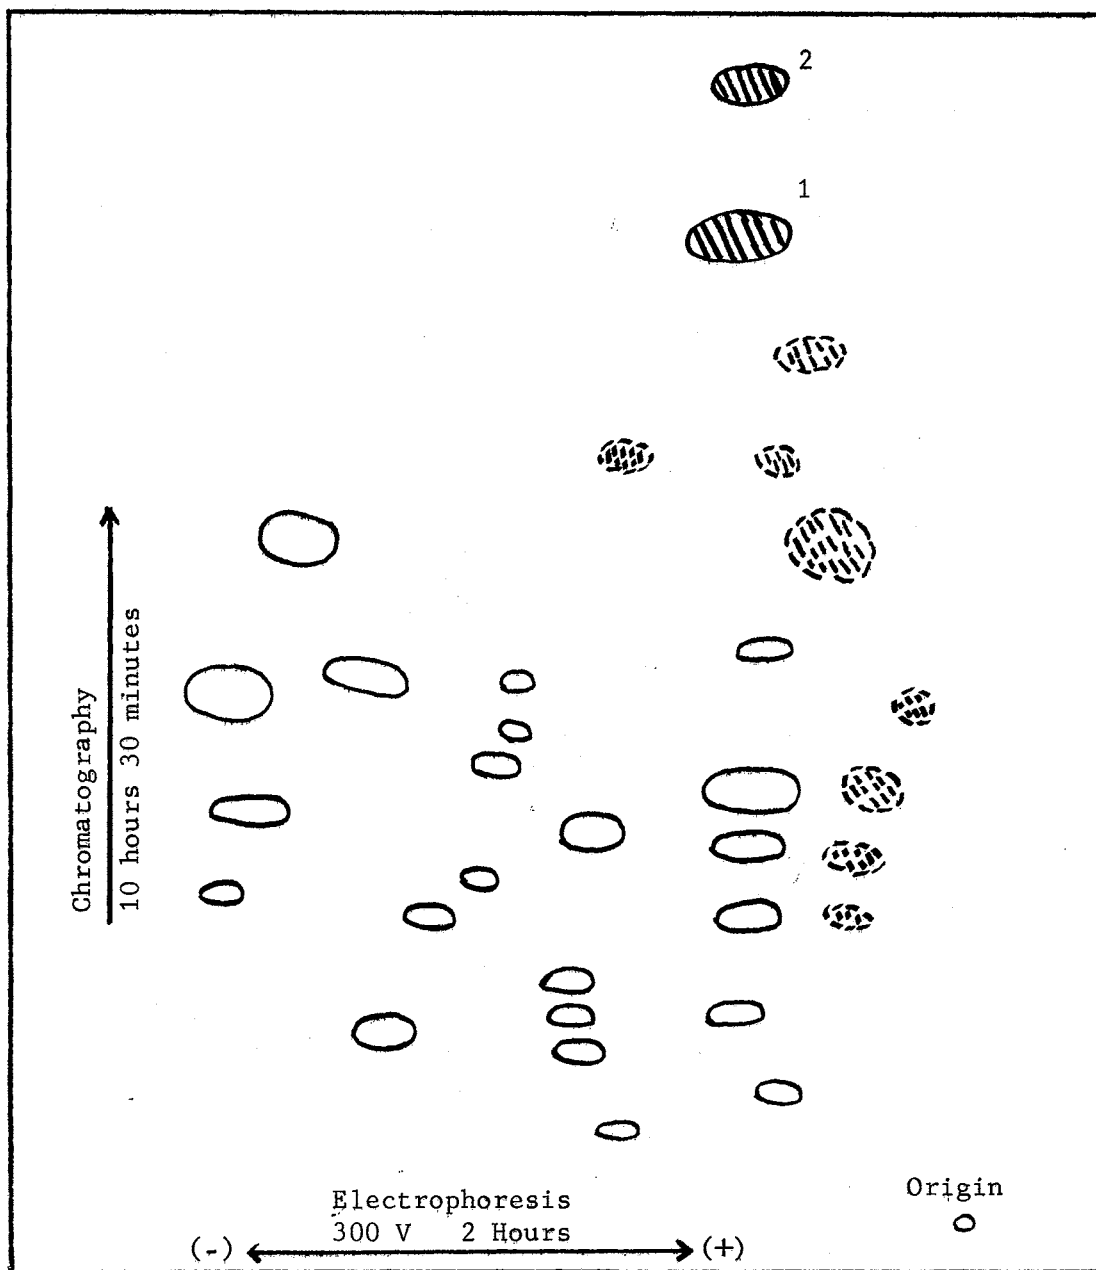 2
1
Chromatography
10 hours 30 minutes
Origin
Electrophoresis
300 V 2 Hours
(-) (+)